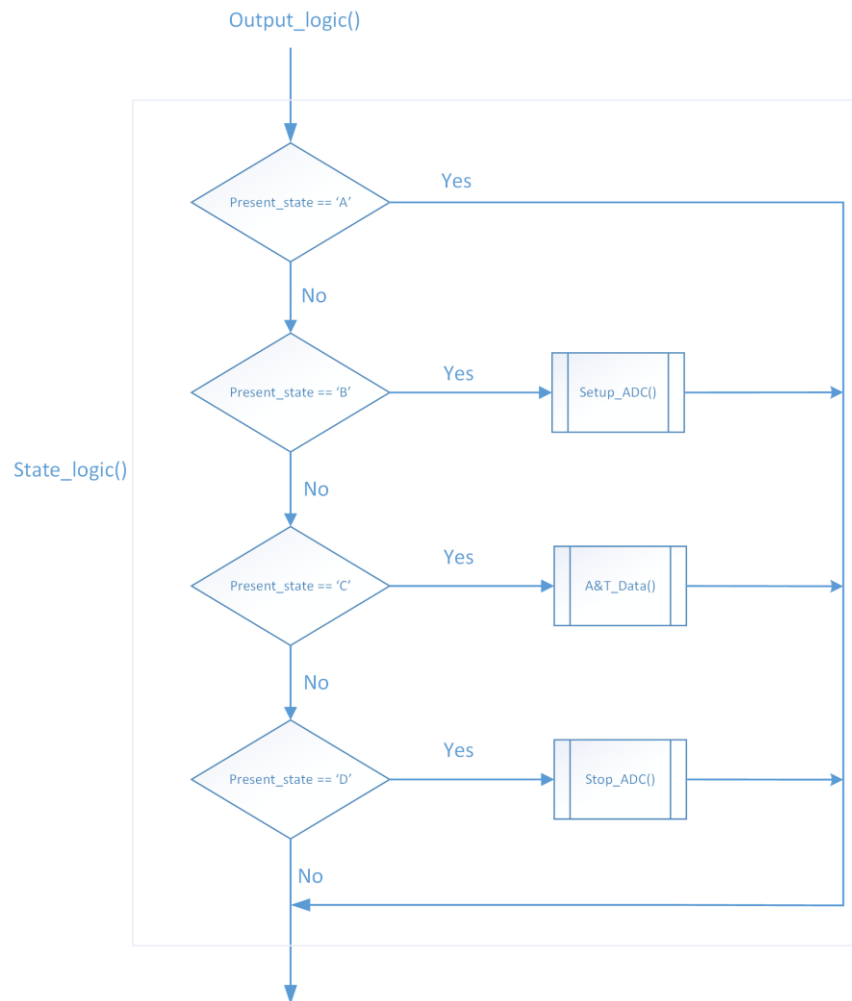 Output_logic()
Present_state == ‘A’
Yes
No
Present_state == ‘B’
Yes
Setup_ADC()
State_logic()
No
Present_state == ‘C’
Yes
A&T_Data()
No
Present_state == ‘D’
Yes
Stop_ADC()
No